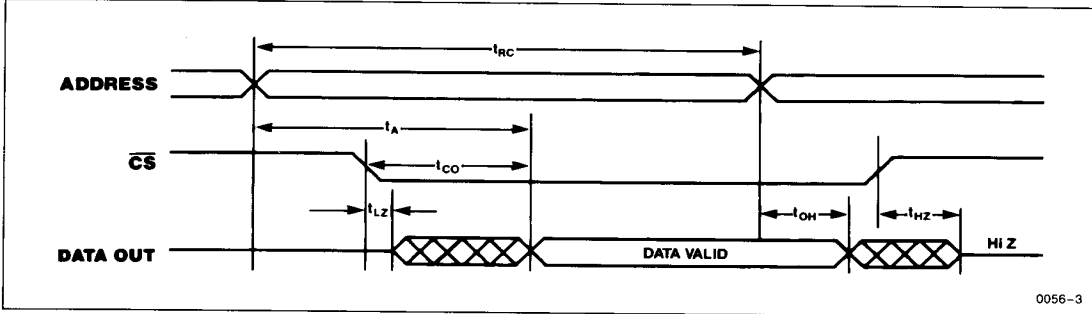 tRC
ADDRESS
tA
CS
tCO
tLZ
tOH
tHZ
DATA OUT
DATA VALID
Hi Z
0056-3